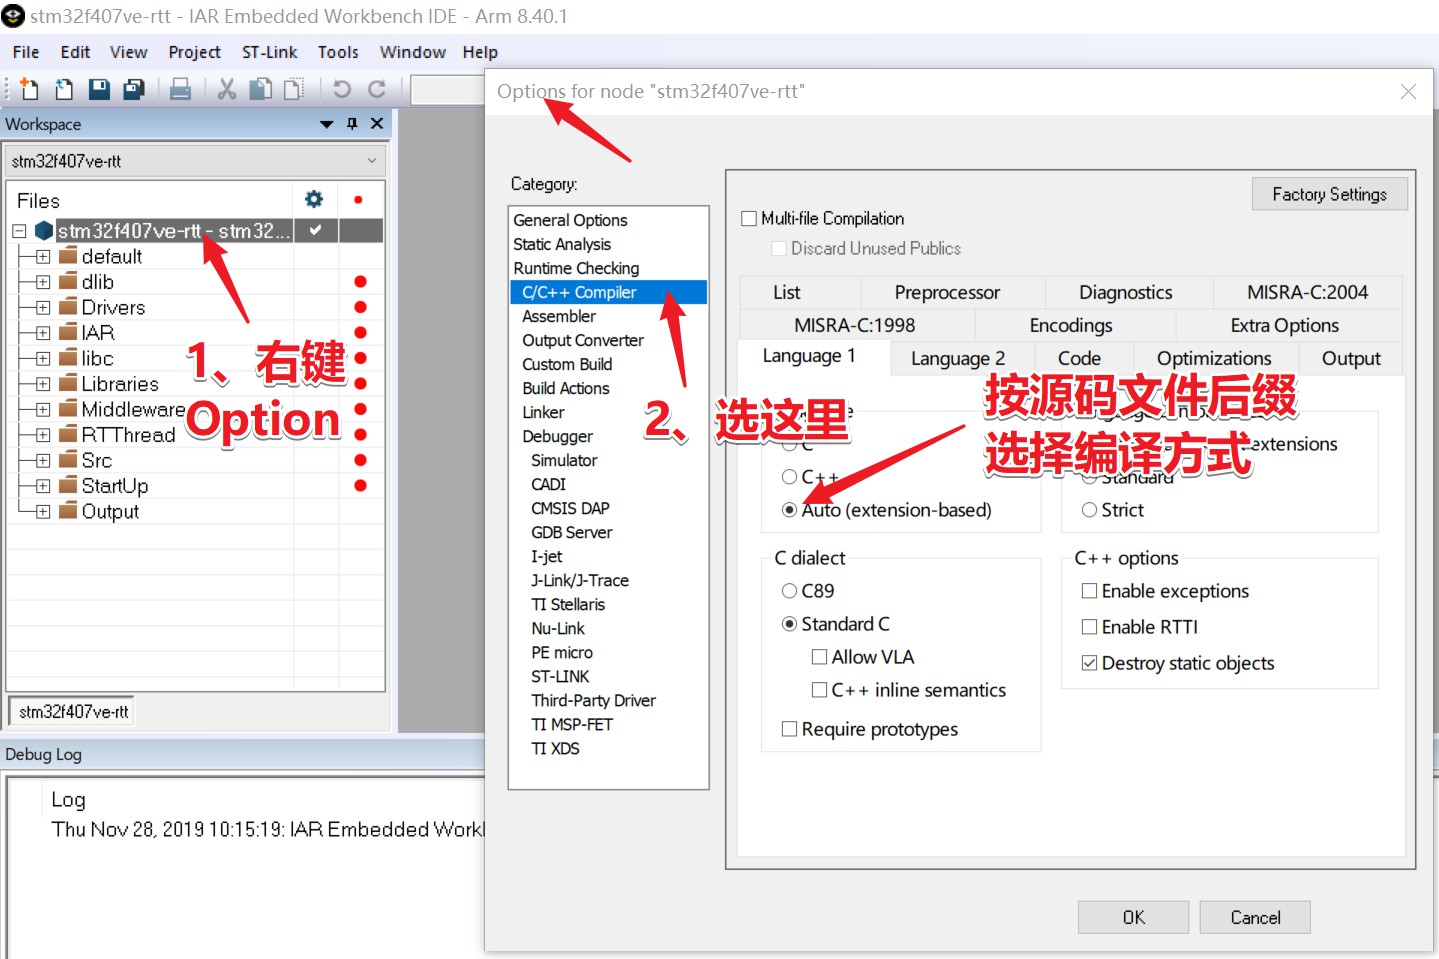 stm32f407ve-rtt - IAR Embedded Workbench IDE - Arm 8.40.1
File Edit View Project ST-Link Tools Window Help
Workspace
stm32f407ve-rtt
Files
stm32f407ve-rtt - stm32...
default
dlib
Drivers
IAR
libc
Libraries
Middleware
RTThread
Src
StartUp
Output
1、右键
Option
stm32f407ve-rtt
Debug Log
Log
Thu Nov 28, 2019 10:15:19: IAR Embedded
Options for node "stm32f407ve-rtt"
Category:
General Options
Static Analysis
Runtime Checking
C/C++ Compiler
Assembler
Output Converter
Custom Build
Build Actions
Linker
Debugger
Simulator
CADI
CMSIS DAP
GDB Server
I-jet
J-Link/J-Trace
TI Stellaris
Nu-Link
PE micro
ST-LINK
Third-Party Driver
TI MSP-FET
TI XDS
2、选这里
Factory Settings
Multi-file Compilation
Discard Unused Publics
List Preprocessor Diagnostics MISRA-C:2004
MISRA-C:1998 Encodings Extra Options
Language 1 Language 2 Code Optimizations Output
按源码文件后缀
选择编译方式
C
C++
Auto (extension-based)
extensions
Standard
Strict
C dialect
C89
Standard C
Allow VLA
C++ inline semantics
Require prototypes
C++ options
Enable exceptions
Enable RTTI
Destroy static objects
OK
Cancel